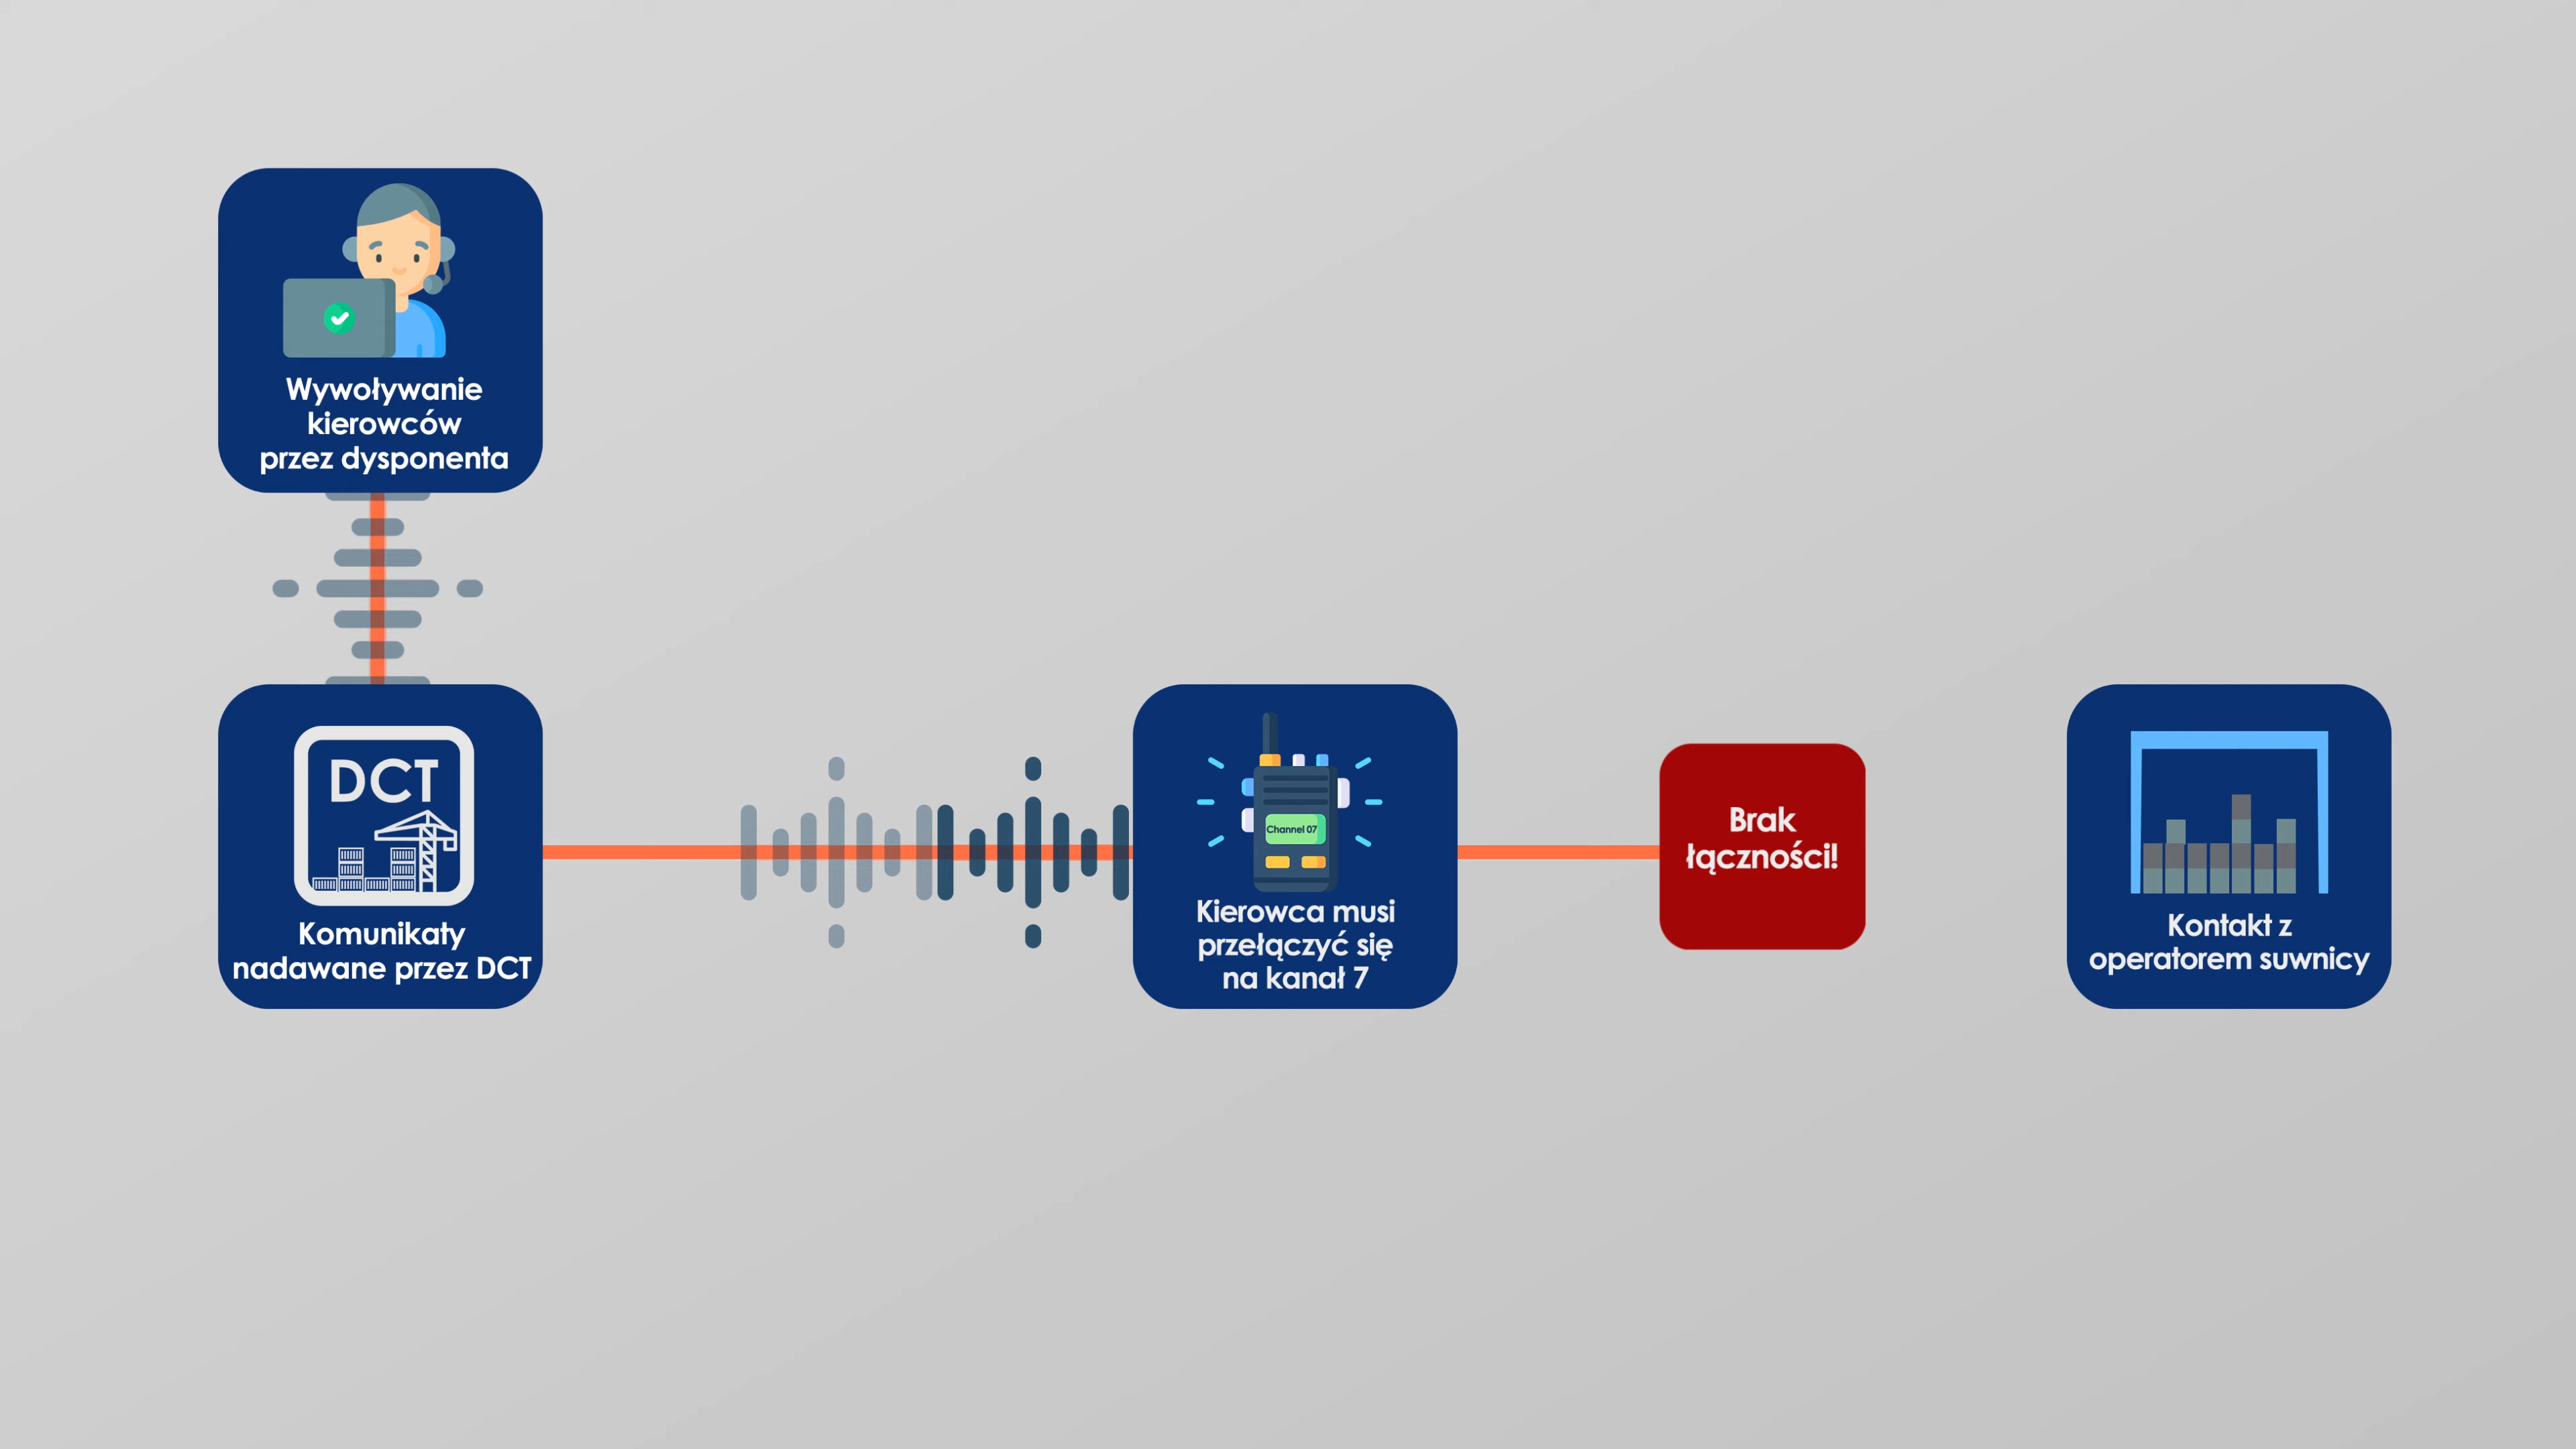 Wywoływanie
kierowców
przez dysponenta
DCT
Komunikaty
nadawane przez DCT
Channel 07
Kierowca musi
przełączyć się
na kanał 7
Brak
łączności!
Kontakt z
operatorem suwnicy